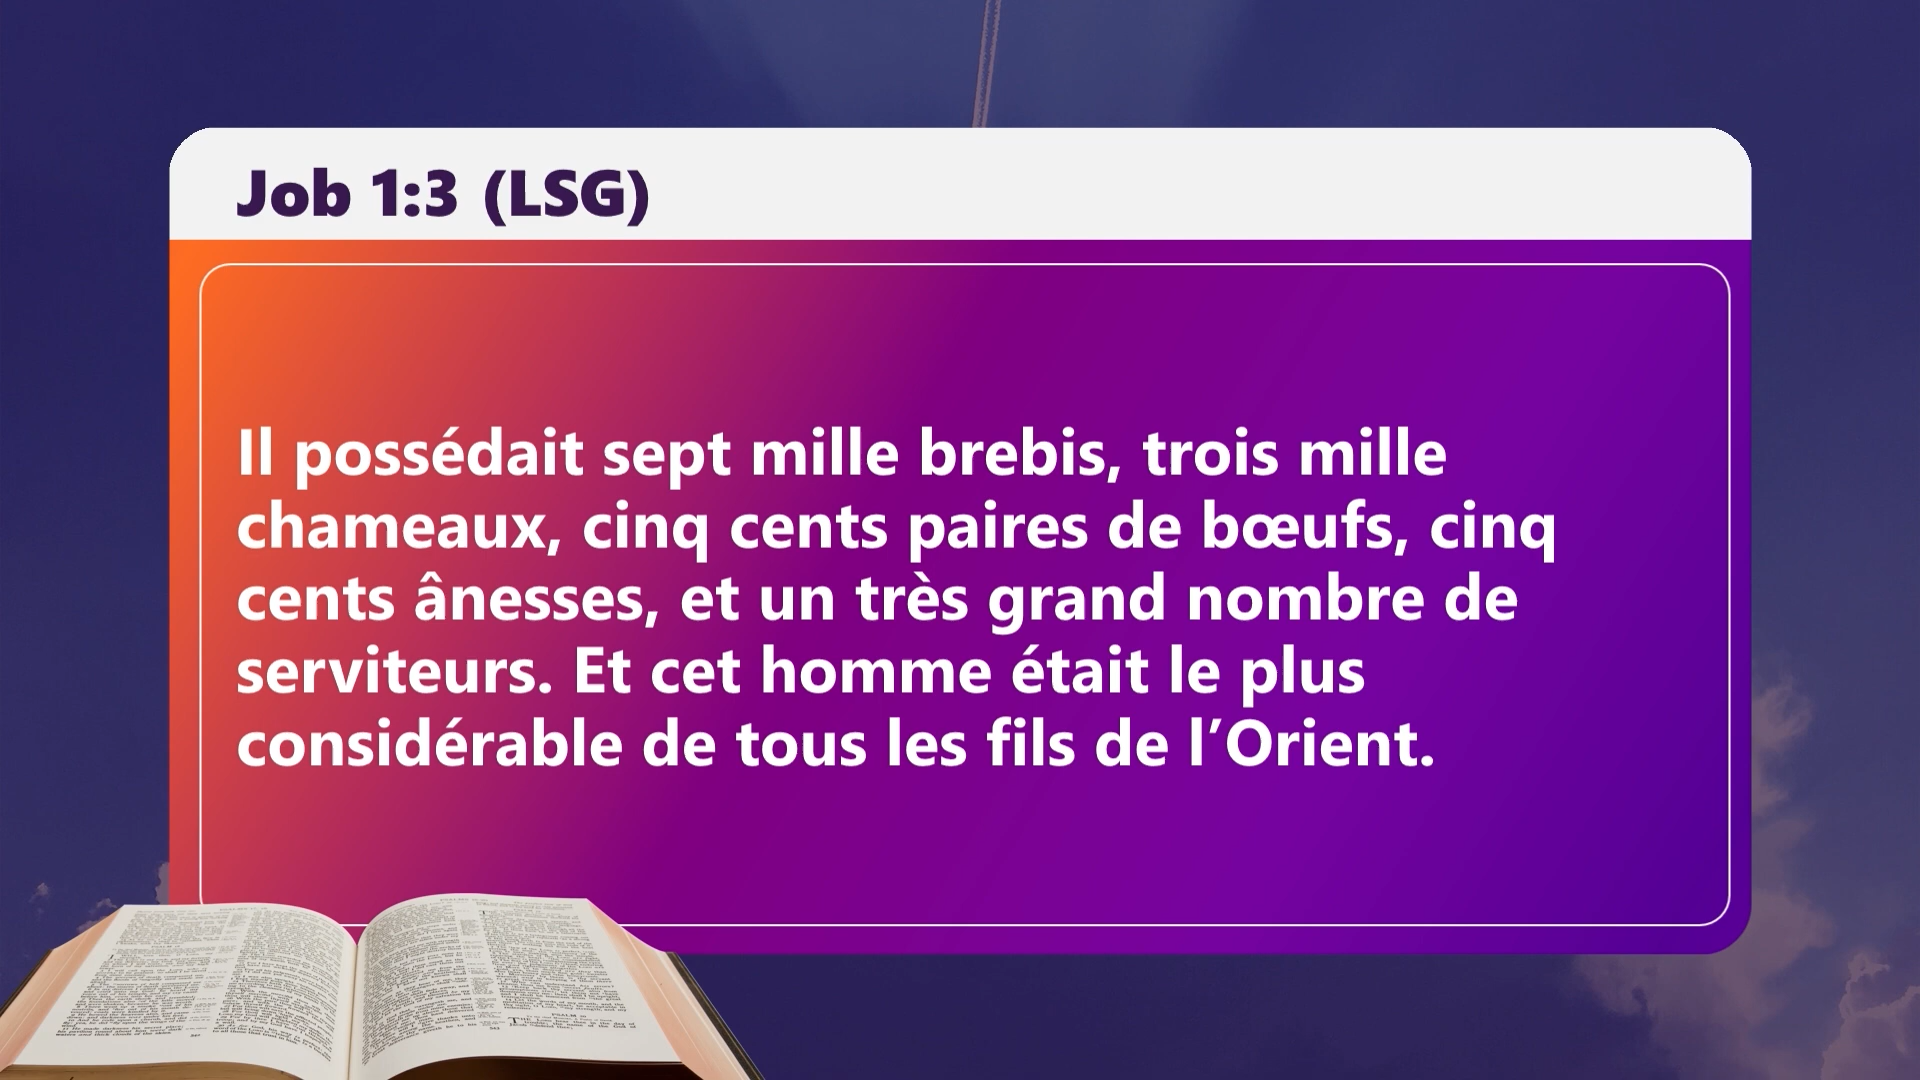 Job 1:3 (LSG)
Il possédait sept mille brebis, trois mille
chameaux, cinq cents paires de bœufs, cinq
cents ânesses, et un très grand nombre de
serviteurs. Et cet homme était le plus
considérable de tous les fils de l’Orient.